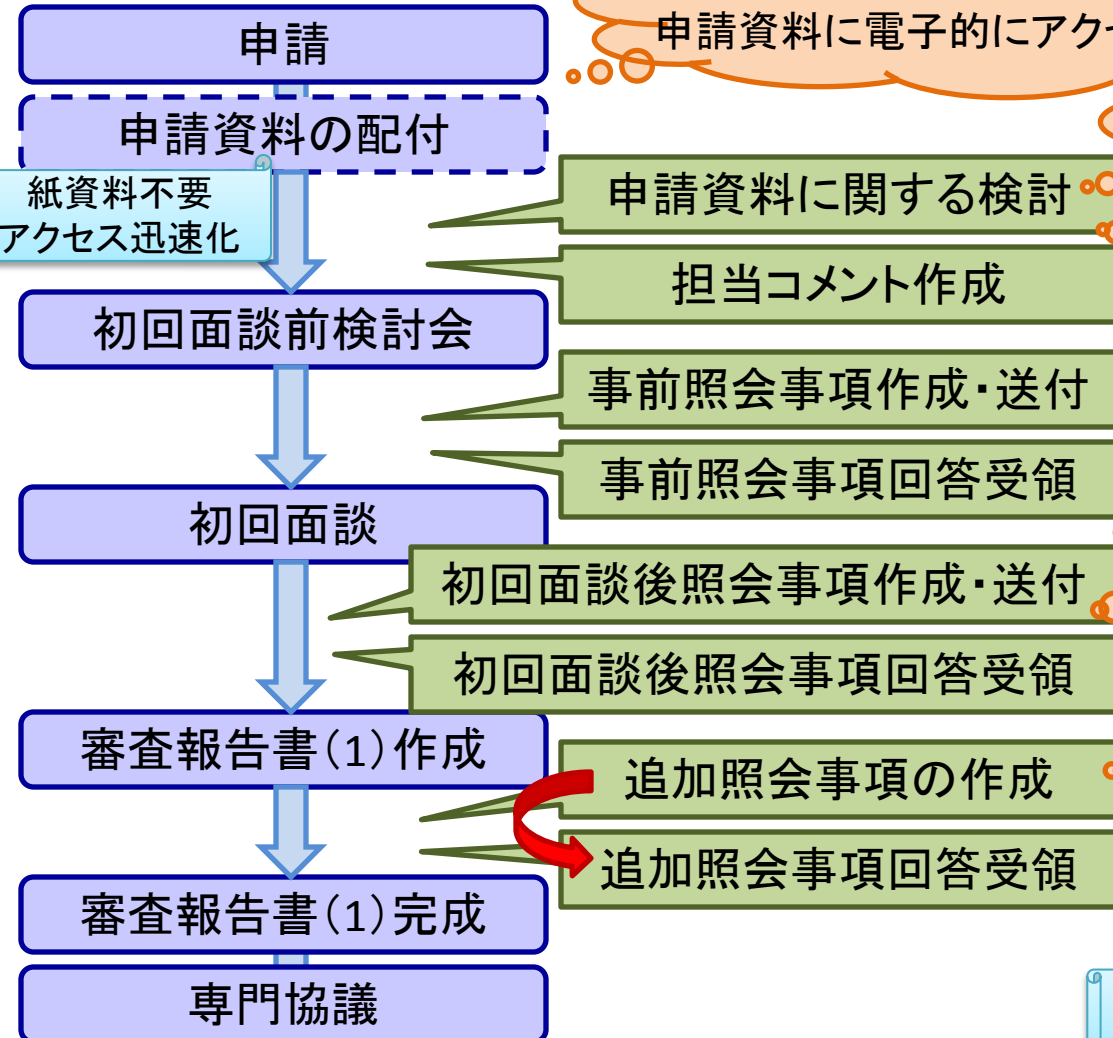 申請
申請資料に電子的にアク
申請資料の配付
紙資料不要
アクセス迅速化
申請資料に関する検討
担当コメント作成
初回面談前検討会
事前照会事項作成・送付
事前照会事項回答受領
初回面談
初回面談後照会事項作成・送付
初回面談後照会事項回答受領
審査報告書(1)作成
追加照会事項の作成
追加照会事項回答受領
審査報告書(1)完成
専門協議